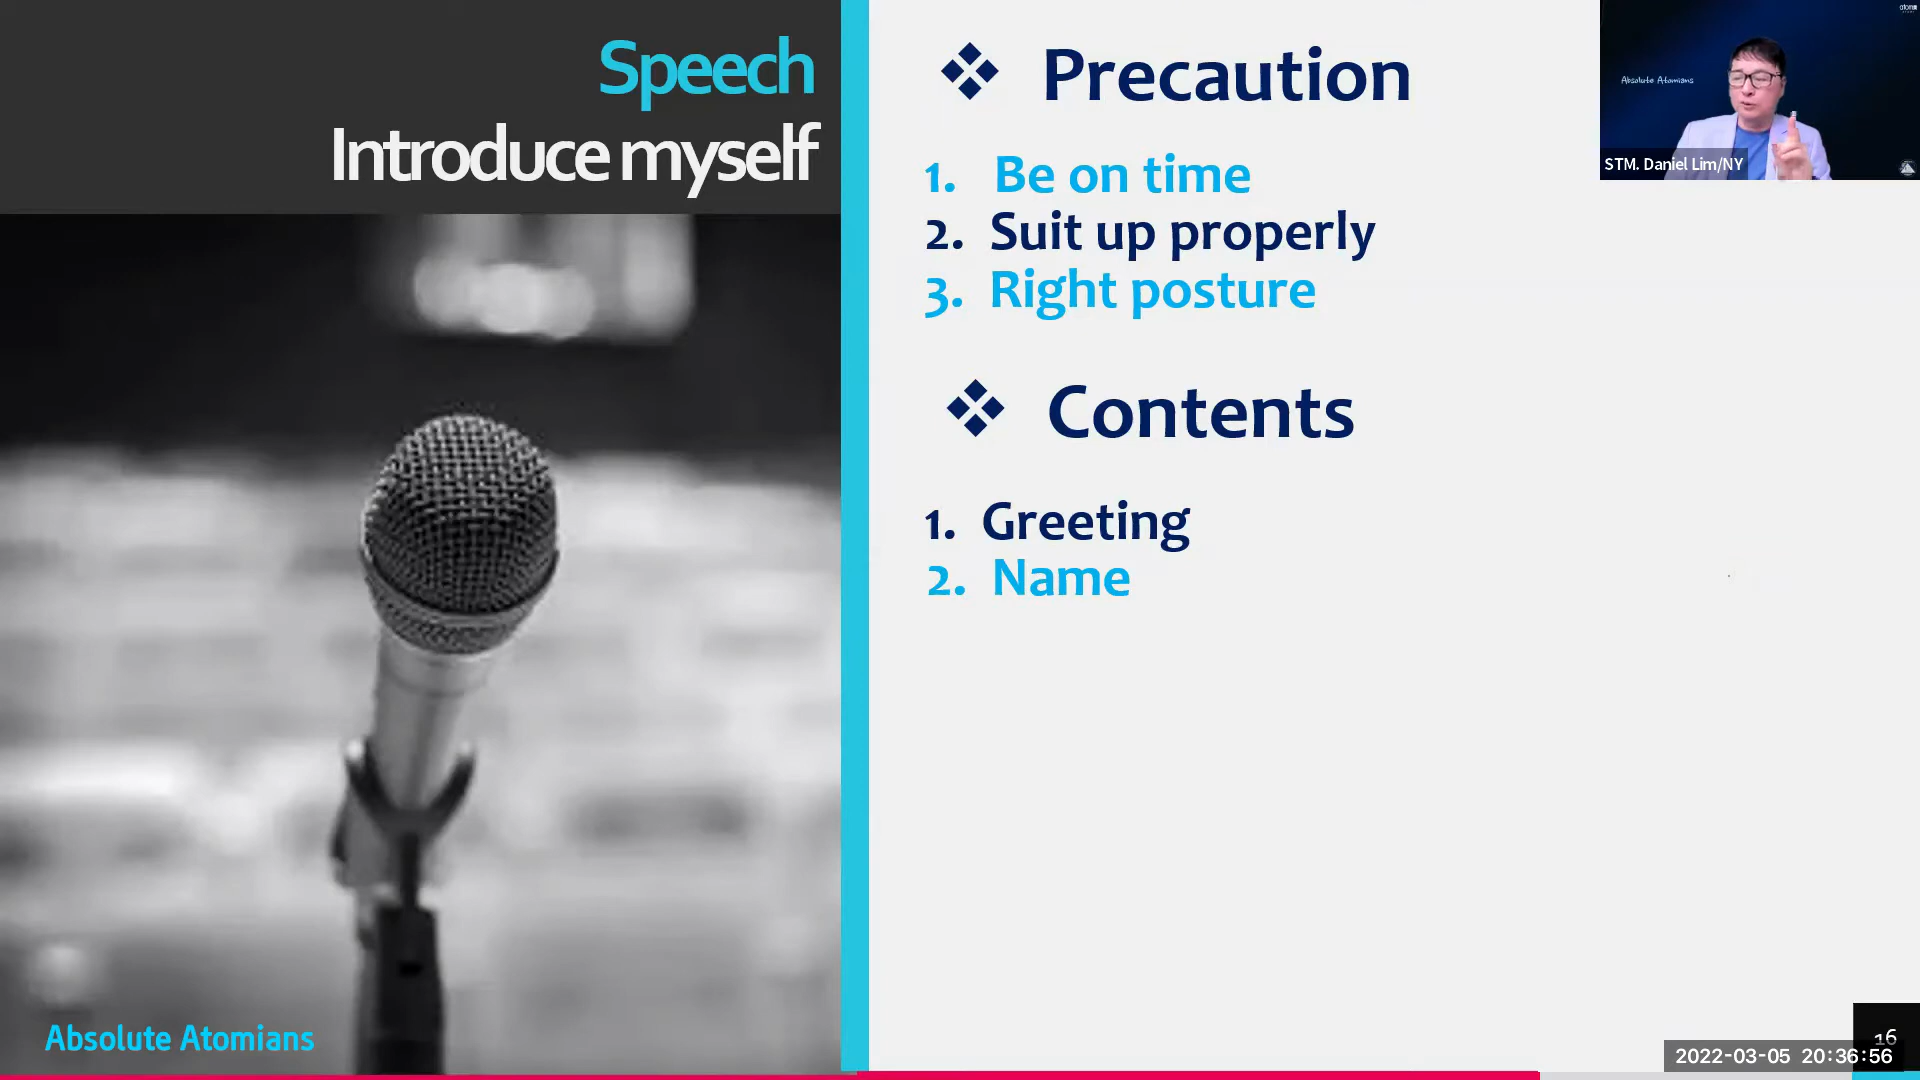 Speech
Introduce myself
Absolute Atomians
❖ Precaution
1. Be on time
2. Suit up properly
3. Right posture
❖ Contents
1. Greeting
2. Name
Absolute Atomians
STM. Daniel Lim/NY
16
2022-03-05 20:36:56